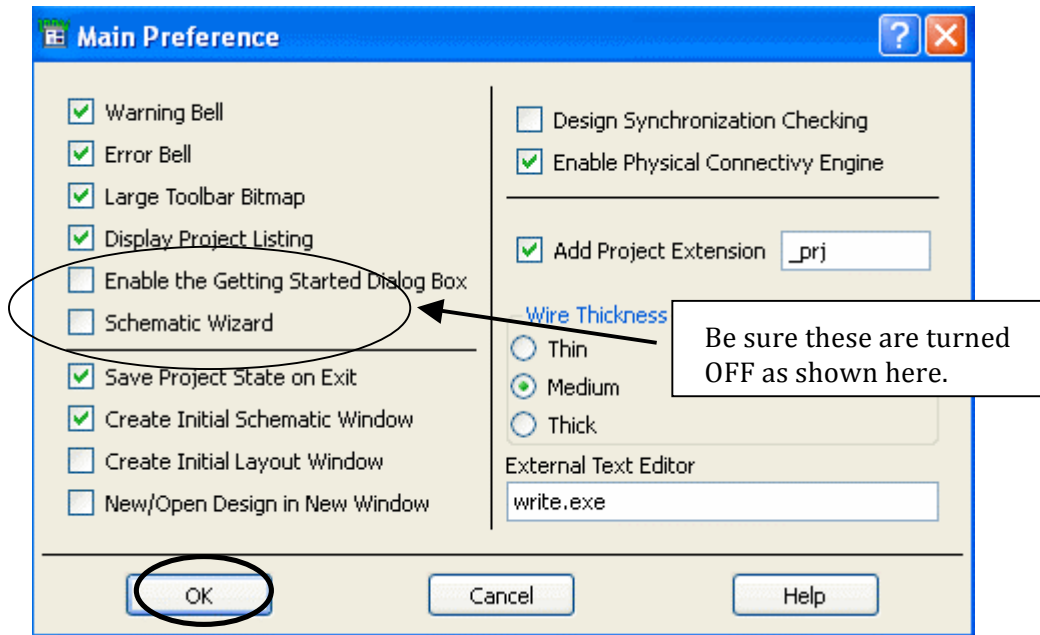 Main Preference
Warning Bell
Error Bell
Large Toolbar Bitmap
Display Project Listing
Enable the Getting Started Dialog Box
Schematic Wizard
Save Project State on Exit
Create Initial Schematic Window
Create Initial Layout Window
New/Open Design in New Window
Design Synchronization Checking
Enable Physical Connectivy Engine
Add Project Extension _prj
Wire Thickness
Thin
Medium
Thick
Be sure these are turned
OFF as shown here.
External Text Editor
write.exe
OK Cancel Help